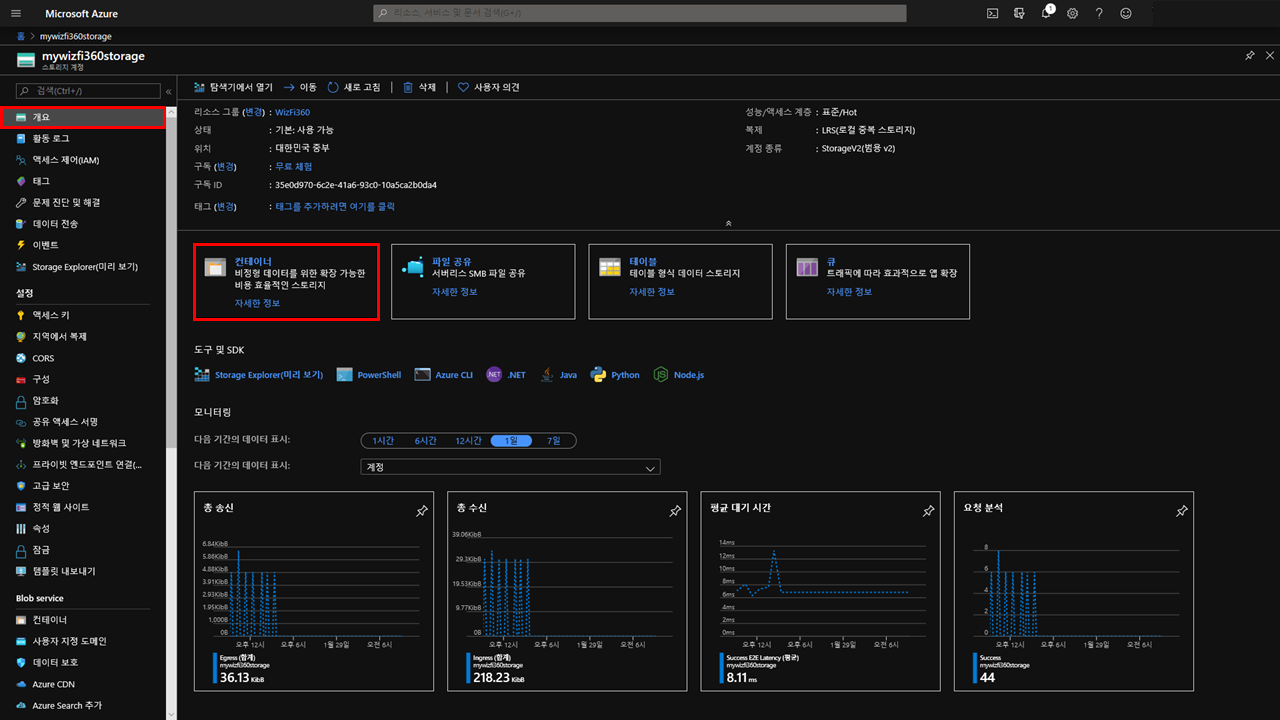 Microsoft Azure
리소스, 서비스 및 문서 검색(G+/)
1
홈 > mywizfi360storage
mywizfi360storage
스토리지 계정
검색(Ctrl+/)
개요
활동 로그
액세스 제어(IAM)
태그
문제 진단 및 해결
데이터 전송
이벤트
Storage Explorer(미리 보기)
설정
액세스 키
지역에서 복제
CORS
구성
암호화
공유 액세스 서명
방화벽 및 가상 네트워크
프라이빗 엔드포인트 연결(...
고급 보안
정적 웹 사이트
속성
잠금
템플릿 내보내기
Blob service
컨테이너
사용자 지정 도메인
데이터 보호
Azure CDN
Azure Search 추가
탐색기에서 열기 이동 새로 고침 삭제 사용자 의견
리소스 그룹 (변경) : WizFi360
상태 : 기본: 사용 가능
위치 : 대한민국 중부
구독 (변경) : 무료 체험
구독 ID : 35e0d970-6c2e-41a6-93c0-10a5ca2b0da4
태그 (변경) : 태그를 추가하려면 여기를 클릭
성능/액세스 계층 : 표준/Hot
복제 : LRS(로컬 중복 스토리지)
계정 종류 : StorageV2(범용 v2)
컨테이너
비정형 데이터를 위한 확장 가능한
비용 효율적인 스토리지
자세한 정보
파일 공유
서버리스 SMB 파일 공유
자세한 정보
테이블
테이블 형식 데이터 스토리지
자세한 정보
큐
트래픽에 따라 효과적으로 앱 확장
자세한 정보
도구 및 SDK
Storage Explorer(미리 보기) PowerShell Azure CLI NET .NET Java Python Node.js
모니터링
다음 기간의 데이터 표시: 1시간 6시간 12시간 1일 7일
다음 기간의 데이터 표시: 계정
총 송신
6.84KibB
5.86KibB
4.88KibB
3.91KibB
2.93KibB
1.95KibB
1,000B
0B
오후 12시 오후 6시 1월 29일 오전 6시
Egress (합계)
mywizfi360storage
36.13 KibB
총 수신
39.06KibB
29.3KibB
19.53KibB
9.77KibB
0B
오후 12시 오후 6시 1월 29일 오전 6시
Ingress (합계)
mywizfi360storage
218.23 KibB
평균 대기 시간
14ms
12ms
10ms
8ms
6ms
4ms
2ms
0ms
오후 12시 오후 6시 1월 29일 오전 6시
Success E2E Latency (평균)
mywizfi360storage
8.11 ms
요청 분석
8
6
4
2
0
오후 12시 오후 6시 1월 29일 오전 6시
Success
mywizfi360storage
44